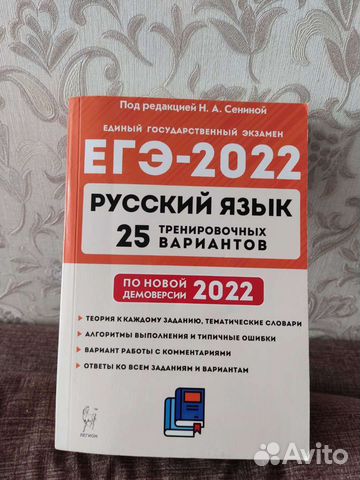 Под редакцией Н. А. Сениной
ЕДИНЫЙ ГОСУДАРСТВЕННЫЙ ЭКЗАМЕН
ЕГЭ-2022
РУССКИЙ ЯЗЫК
25 ТРЕНИРОВОЧНЫХ
ВАРИАНТОВ
ПО НОВОЙ
ДЕМОВЕРСИИ 2022
ТЕОРИЯ К КАЖДОМУ ЗАДАНИЮ, ТЕМАТИЧЕСКИЕ СЛОВАРИ
АЛГОРИТМЫ ВЫПОЛНЕНИЯ И ТИПИЧНЫЕ ОШИБКИ
ВАРИАНТ РАБОТЫ С КОММЕНТАРИЯМИ
ОТВЕТЫ КО ВСЕМ ЗАДАНИЯМ И ВАРИАНТАМ
ЛЕГИОН
Avito